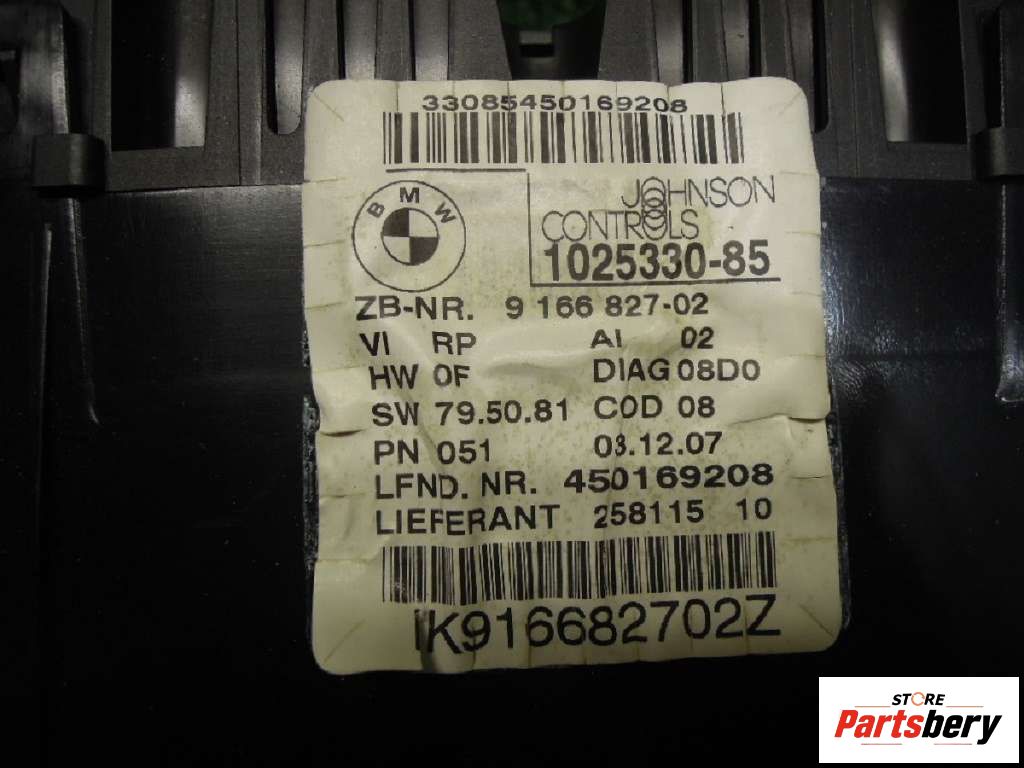 33085450169208
BMW
JOHNSON
CONTROLS
1025330-85
ZB-NR. 9 166 827-02
VI RP AI 02
HW 0F DIAG 08D0
SW 79.50.81 COD 08
PN 051 03.12.07
LFND. NR. 450169208
LIEFERANT 258115 10
IK916682702Z
STORE
Partsbery